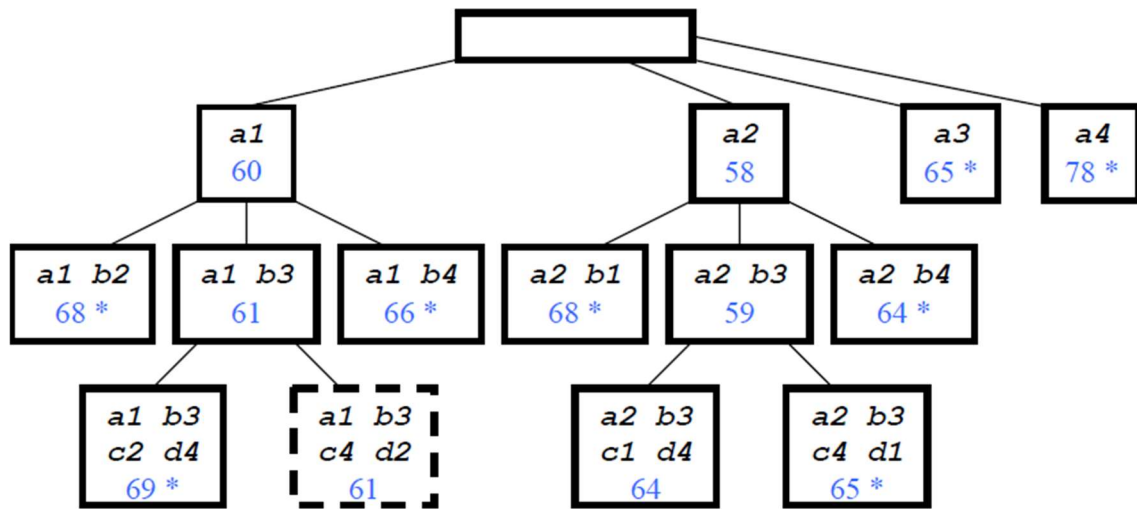 a1
60
a2
58
a3
65 *
a4
78 *
a1 b2
68 *
a1 b3
61
a1 b4
66 *
a2 b1
68 *
a2 b3
59
a2 b4
64 *
a1 b3
c2 d4
69 *
a1 b3
c4 d2
61
a2 b3
c1 d4
64
a2 b3
c4 d1
65 *